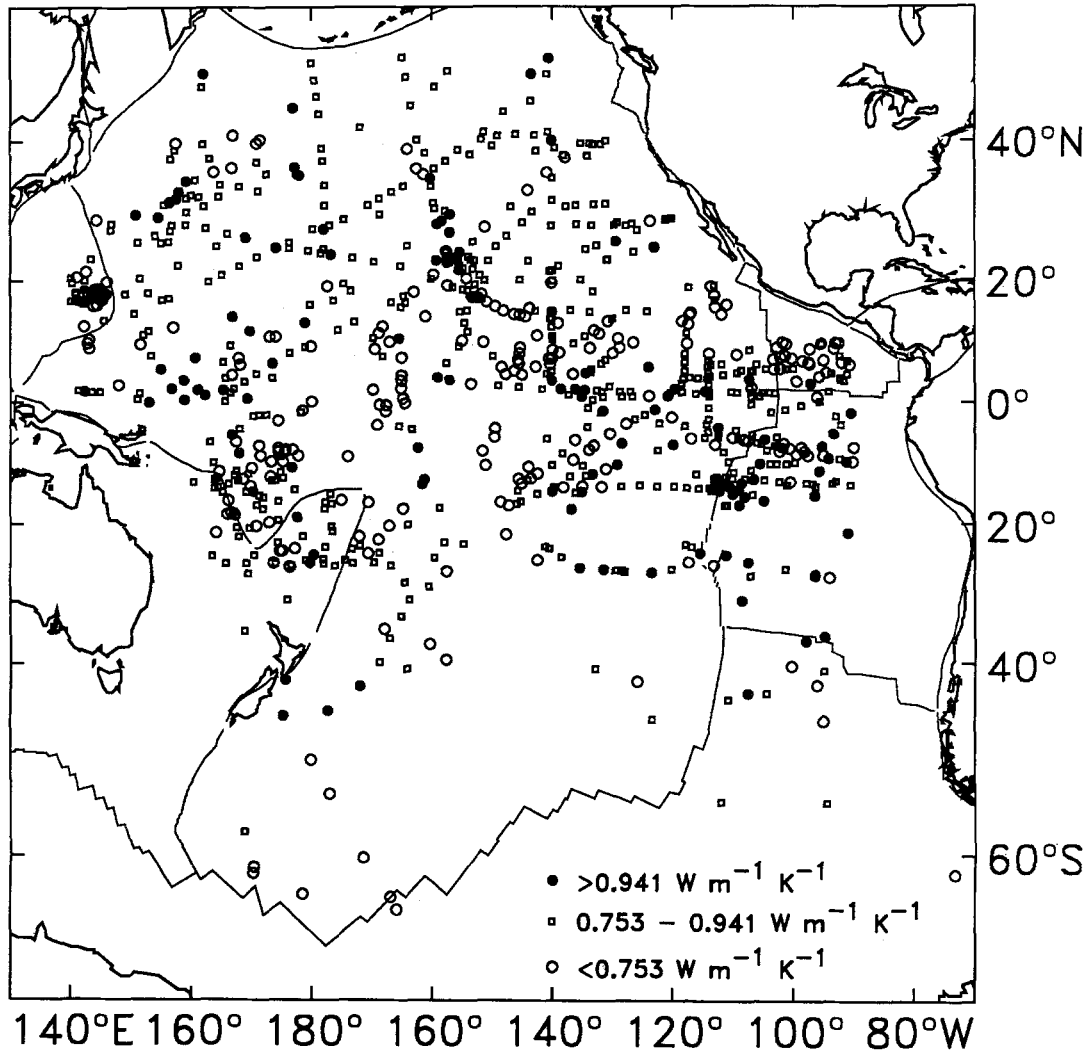 40°N
20°
0°
20°
40°
60°S
>0.941 W m⁻¹ K⁻¹
0.753 – 0.941 W m⁻¹ K⁻¹
<0.753 W m⁻¹ K⁻¹
140°E 160° 180° 160° 140° 120° 100° 80°W